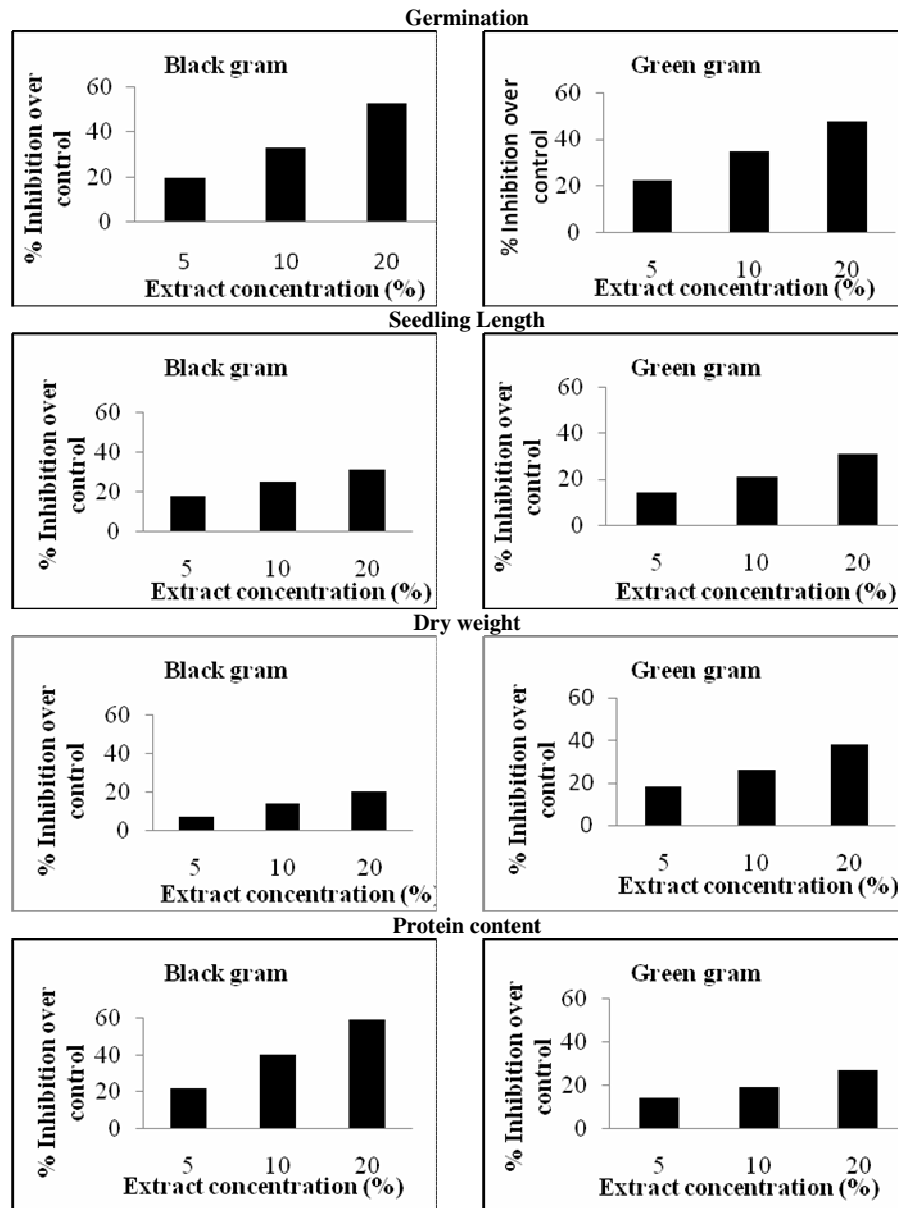 Germination
Black gram
% Inhibition over
control
60
40
20
0
5 10 20
Extract concentration (%)
Green gram
% Inhibition over
control
60
40
20
0
5 10 20
Extract concentration (%)
Seedling Length
Black gram
% Inhibition over
control
60
40
20
0
5 10 20
Extract concentration (%)
Green gram
% Inhibition over
control
60
40
20
0
5 10 20
Extract concentration (%)
Dry weight
Black gram
% Inhibition over
control
60
40
20
0
5 10 20
Extract concentration (%)
Green gram
% Inhibition over
control
60
40
20
0
5 10 20
Extract concentration (%)
Protein content
Black gram
% Inhibition over
control
60
40
20
0
5 10 20
Extract concentration (%)
Green gram
% Inhibition over
control
60
40
20
0
5 10 20
Extract concentration (%)